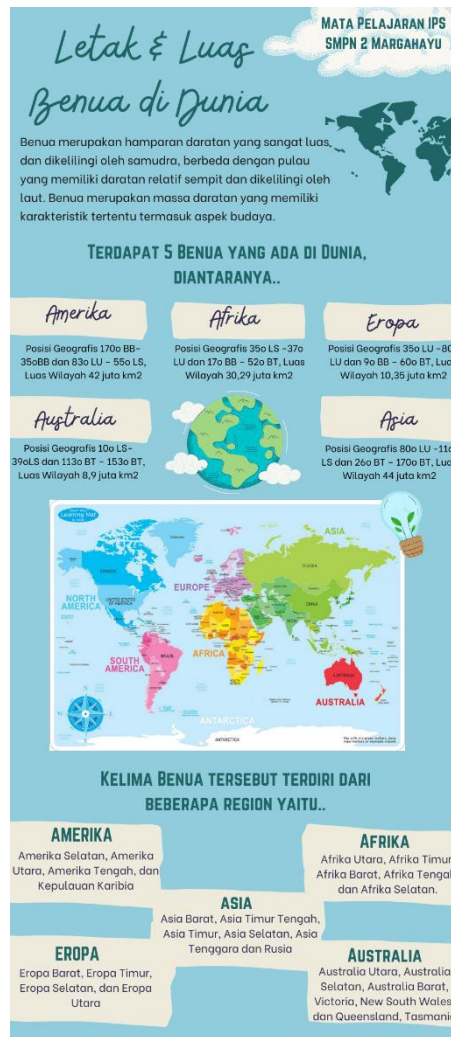 MATA PELAJARAN IPS
SMPN 2 MARGAHAYU
Letak & Luas
Benua di Dunia
Benua merupakan hamparan daratan yang sangat luas,
dan dikelilingi oleh samudra, berbeda dengan pulau
yang memiliki daratan relatif sempit dan dikelilingi oleh
laut. Benua merupakan massa daratan yang memiliki
karakteristik tertentu termasuk aspek budaya.
TERDAPAT 5 BENUA YANG ADA DI DUNIA,
DIANTARANYA..
Amerika
Posisi Geografis 170o BB-
35oBB dan 83o LU - 55o LS,
Luas Wilayah 42 juta km2
Afrika
Posisi Geografis 35o LS -37o
LU dan 17o BB - 52o BT, Luas
Wilayah 30,29 juta km2
Eropa
Posisi Geografis 35o LU -80
LU dan 9o BB - 60o BT, Lua
Wilayah 10,35 juta km2
Australia
Posisi Geografis 10o LS-
39oLS dan 113o BT - 153o BT,
Luas Wilayah 8,9 juta km2
Asia
Posisi Geografis 80o LU -11o
LS dan 26o BT - 170o BT, Lua
Wilayah 44 juta km2
Learning Mat
ASIA
RUSSIA
CANADA
EUROPE
NORTH
AMERICA
CHINA
AFRICA
SOUTH
AMERICA
BRAZIL
AUSTRALIA
ANTARCTICA
ANTARCTICA
KELIMA BENUA TERSEBUT TERDIRI DARI
BEBERAPA REGION YAITU..
AMERIKA
Amerika Selatan, Amerika
Utara, Amerika Tengah, dan
Kepulauan Karibia
AFRIKA
Afrika Utara, Afrika Timur
Afrika Barat, Afrika Tengah
dan Afrika Selatan.
ASIA
Asia Barat, Asia Timur Tengah,
Asia Timur, Asia Selatan, Asia
Tenggara dan Rusia
EROPA
Eropa Barat, Eropa Timur,
Eropa Selatan, dan Eropa
Utara
AUSTRALIA
Australia Utara, Australia
Selatan, Australia Barat,
Victoria, New South Wales
dan Queensland, Tasmania